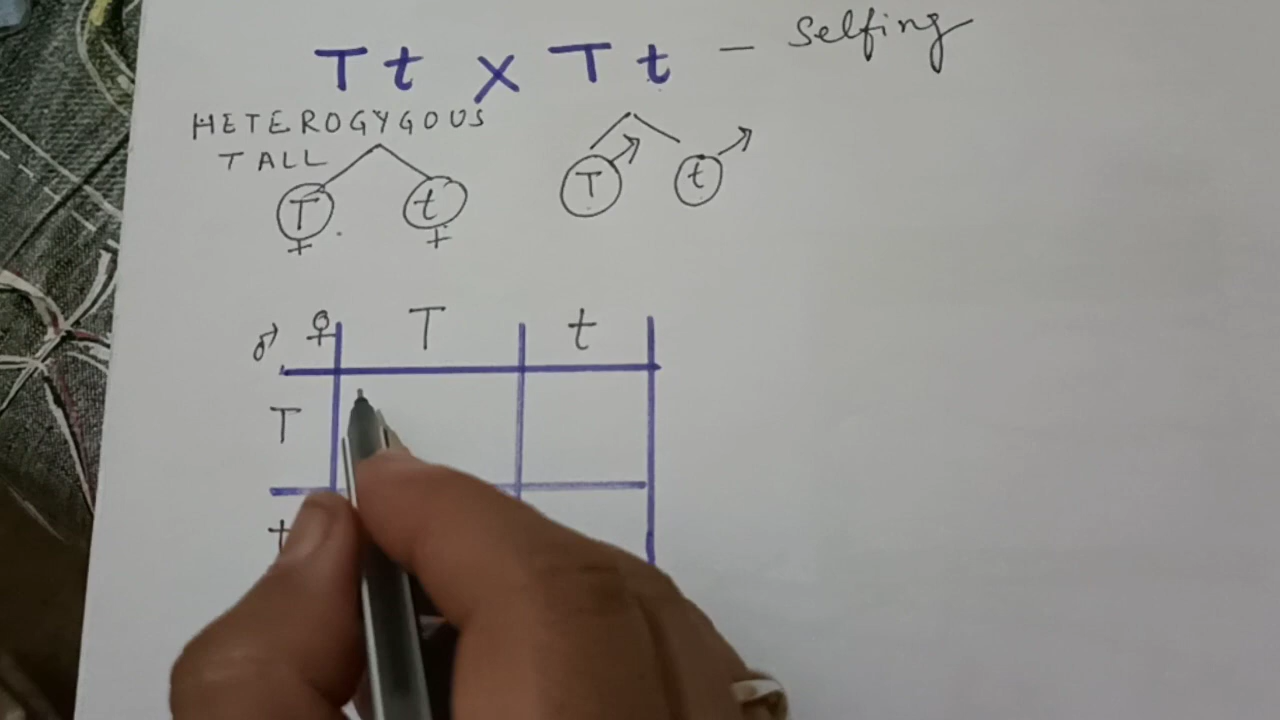 Tt x Tt – Selfing
HETEROGYGOUS
TALL
T t T t
♀ ♀ ♂ ♂
♂ ♀ T t
T
t